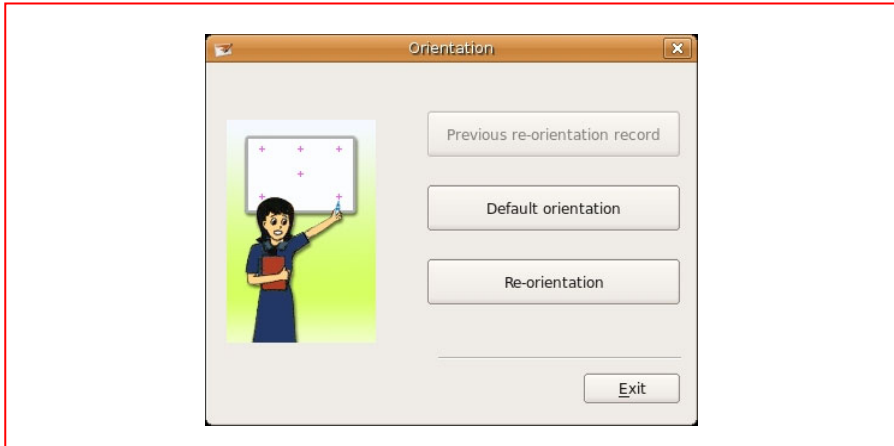 Orientation
Previous re-orientation record
Default orientation
Re-orientation
Exit